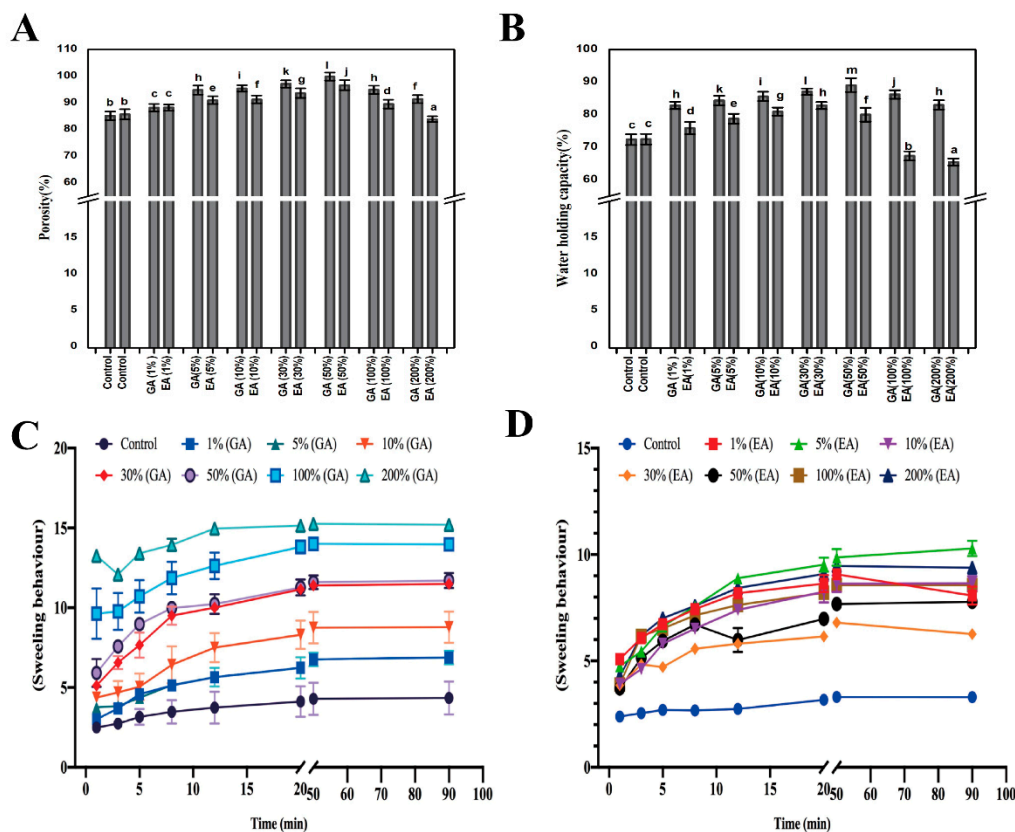 A
110
100
90
80
70
60
15
10
5
0
Porosity(%)
b b c c h e i f k g l j h d f a
Control
Control
GA (1% )
EA (1%)
GA(5%)
EA (5%)
GA (10%)
EA (10%)
GA (30%)
EA (30%)
GA (50%)
EA (50%)
GA (100%)
EA (100%)
GA (200%)
EA (200%)
B
100
90
80
70
60
15
10
5
0
Water holding capacity(%)
c c h d k e i g l h m f j b h a
Control
Control
GA (1% )
EA(1%)
GA(5%)
EA(5%)
GA(10%)
EA(10%)
GA(30%)
EA(30%)
GA(50%)
EA(50%)
GA(100%)
EA(100%)
GA(200%)
EA(200%)
C
Control 1% (GA) 5% (GA) 10% (GA)
30% (GA) 50% (GA) 100% (GA) 200% (GA)
20
15
10
5
0
(Sweeling behaviour)
0 5 10 15 20 50 60 70 80 90 100
Time (min)
D
Control 1% (EA) 5% (EA) 10% (EA)
30% (EA) 50% (EA) 100% (EA) 200% (EA)
15
10
5
0
(Sweeling behaviour)
0 5 10 15 20 50 60 70 80 90 100
Time (min)